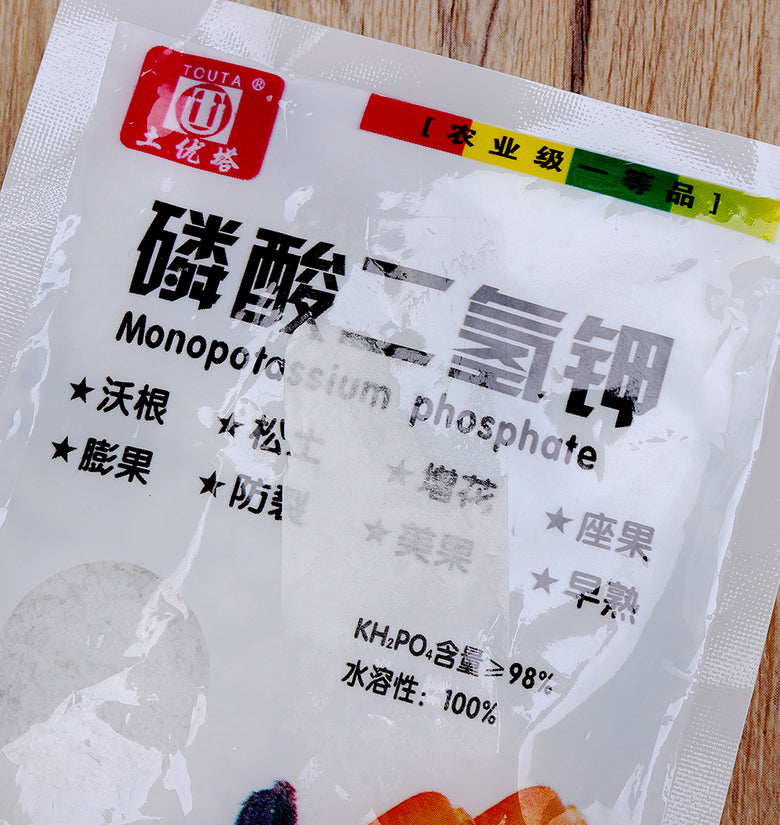 TOUTA®
土优塔
[农业级一等品]
磷酸二氢钾
Monopotassium phosphate
★沃根 ★松土 ★增花 ★座果
★膨果 ★防裂 ★美果 ★早熟
KH₂PO₄含量≥98%
水溶性：100%